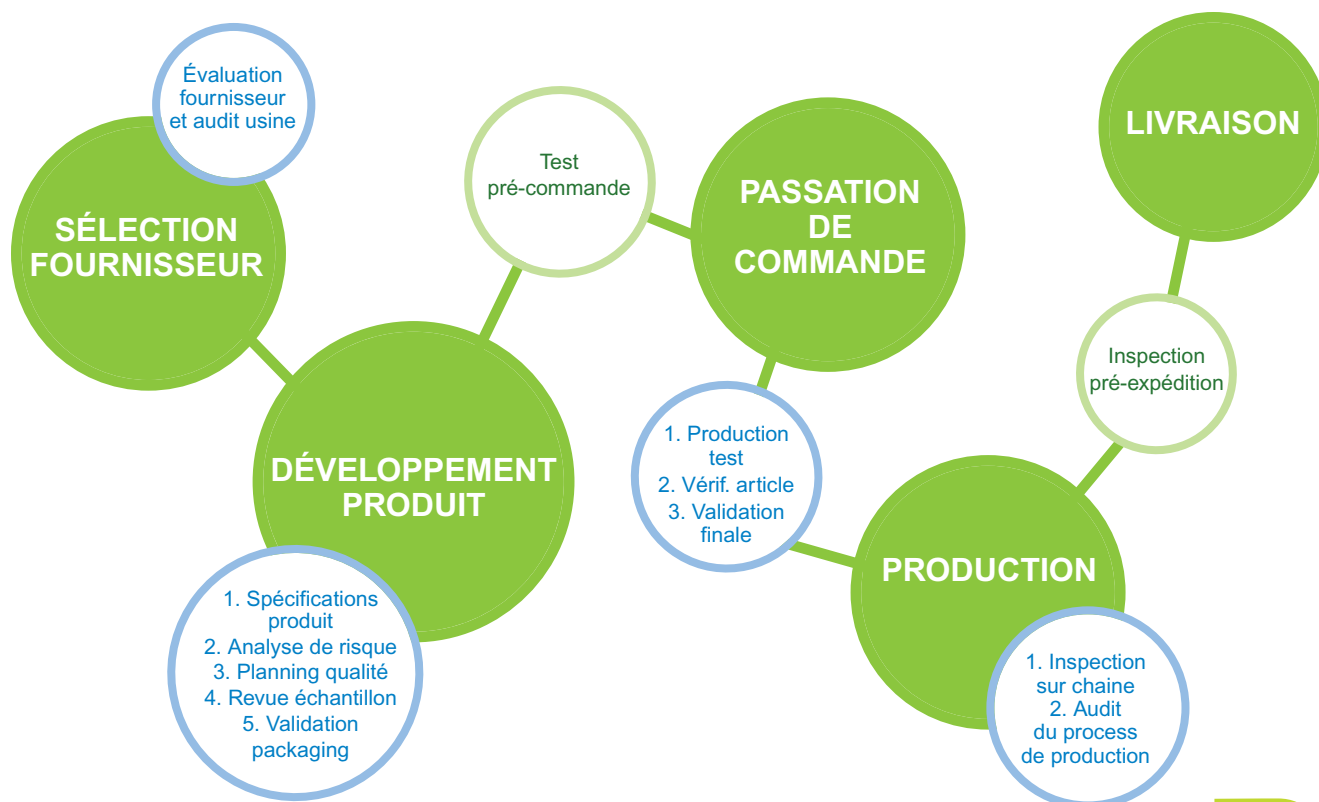 Évaluation
fournisseur
et audit usine
SÉLECTION
FOURNISSEUR
DÉVELOPPEMENT
PRODUIT
1. Spécifications
produit
2. Analyse de risque
3. Planning qualité
4. Revue échantillon
5. Validation
packaging
Test
pré-commande
PASSATION
DE
COMMANDE
1. Production
test
2. Vérif. article
3. Validation
finale
PRODUCTION
1. Inspection
sur chaine
2. Audit
du process
de production
Inspection
pré-expédition
LIVRAISON